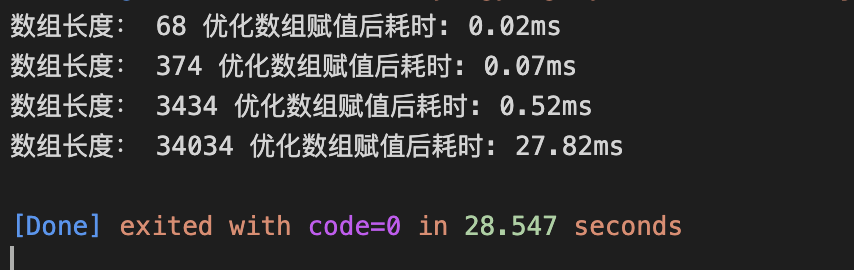 数组长度: 68 优化数组赋值后耗时: 0.02ms
数组长度: 374 优化数组赋值后耗时: 0.07ms
数组长度: 3434 优化数组赋值后耗时: 0.52ms
数组长度: 34034 优化数组赋值后耗时: 27.82ms
[Done] exited with code=0 in 28.547 seconds